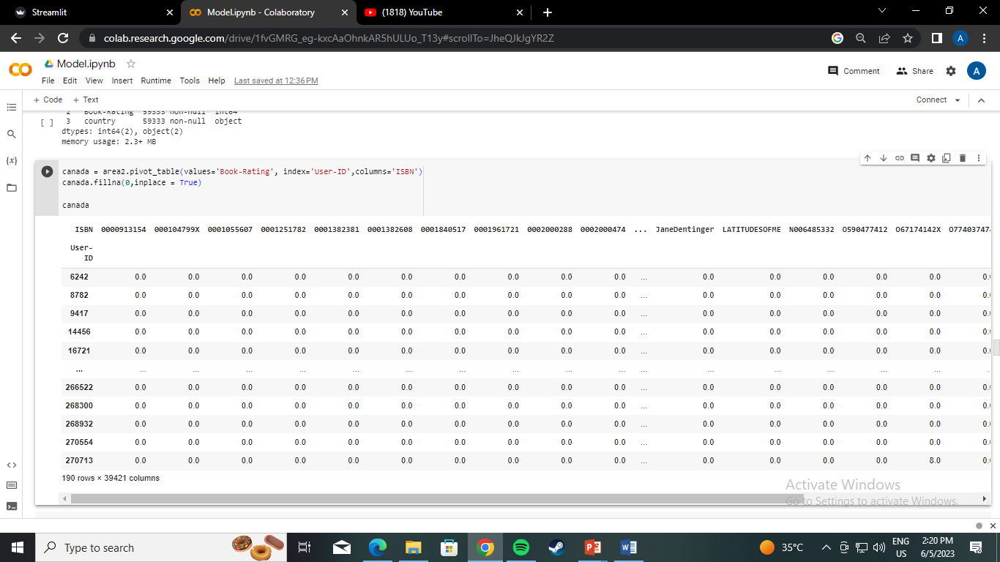 Streamlit
Model.ipynb - Colaboratory
(1818) YouTube
colab.research.google.com/drive/1fvGMRG_eg-kxcAaOhnkAR5hULUo_T13y#scrollTo=JheQJkJgYR2Z
A
Model.ipynb
File Edit View Insert Runtime Tools Help Last saved at 12:36 PM
Comment Share A
+ Code + Text
Connect
2 Book-Rating 59333 non-null int64
[ ] 3 country 59333 non-null object
dtypes: int64(2), object(2)
memory usage: 2.3+ MB
canada = area2.pivot_table(values='Book-Rating', index='User-ID',columns='ISBN')
canada.fillna(0,inplace = True)
canada
ISBN 0000913154 000104799X 0001055607 0001251782 0001382381 0001382608 0001840517 0001961721 0002000288 0002000474 ... JaneDentinger LATITUDESOFME N006485332 O590477412 O67174142X O77403747
User-
ID
6242 0.0 0.0 0.0 0.0 0.0 0.0 0.0 0.0 0.0 0.0 ... 0.0 0.0 0.0 0.0 0.0 0.
8782 0.0 0.0 0.0 0.0 0.0 0.0 0.0 0.0 0.0 0.0 ... 0.0 0.0 0.0 0.0 0.0 0.
9417 0.0 0.0 0.0 0.0 0.0 0.0 0.0 0.0 0.0 0.0 ... 0.0 0.0 0.0 0.0 0.0 0.
14456 0.0 0.0 0.0 0.0 0.0 0.0 0.0 0.0 0.0 0.0 ... 0.0 0.0 0.0 0.0 0.0 0.
16721 0.0 0.0 0.0 0.0 0.0 0.0 0.0 0.0 0.0 0.0 ... 0.0 0.0 0.0 0.0 0.0 0.
... ... ... ... ... ... ... ... ... ... ... ... ... ... ... ... ...
266522 0.0 0.0 0.0 0.0 0.0 0.0 0.0 0.0 0.0 0.0 ... 0.0 0.0 0.0 0.0 0.0 0.
268300 0.0 0.0 0.0 0.0 0.0 0.0 0.0 0.0 0.0 0.0 ... 0.0 0.0 0.0 0.0 0.0 0.
268932 0.0 0.0 0.0 0.0 0.0 0.0 0.0 0.0 0.0 0.0 ... 0.0 0.0 0.0 0.0 0.0 0.
270554 0.0 0.0 0.0 0.0 0.0 0.0 0.0 0.0 0.0 0.0 ... 0.0 0.0 0.0 0.0 0.0 0.
270713 0.0 0.0 0.0 0.0 0.0 0.0 0.0 0.0 0.0 0.0 ... 0.0 0.0 0.0 0.0 8.0 0.
190 rows × 39421 columns
Activate Windows
Go to Settings to activate Windows.
Type to search
35°C
ENG
US
2:20 PM
6/5/2023